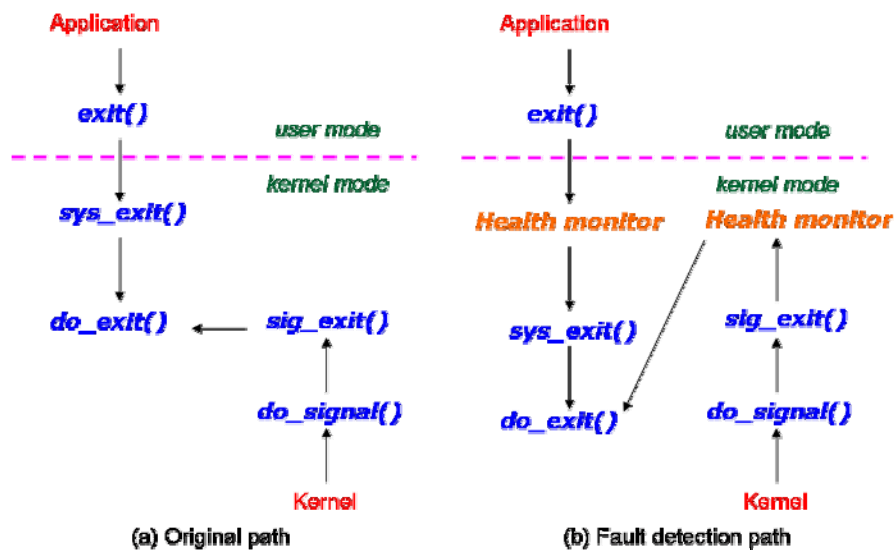 Application
exit()
user mode
kernel mode
sys_exit()
do_exit()
sig_exit()
do_signal()
Kernel
(a) Original path
Application
exit()
user mode
kernel mode
Health monitor
Health monitor
sys_exit()
sig_exit()
do_exit()
do_signal()
Kernel
(b) Fault detection path